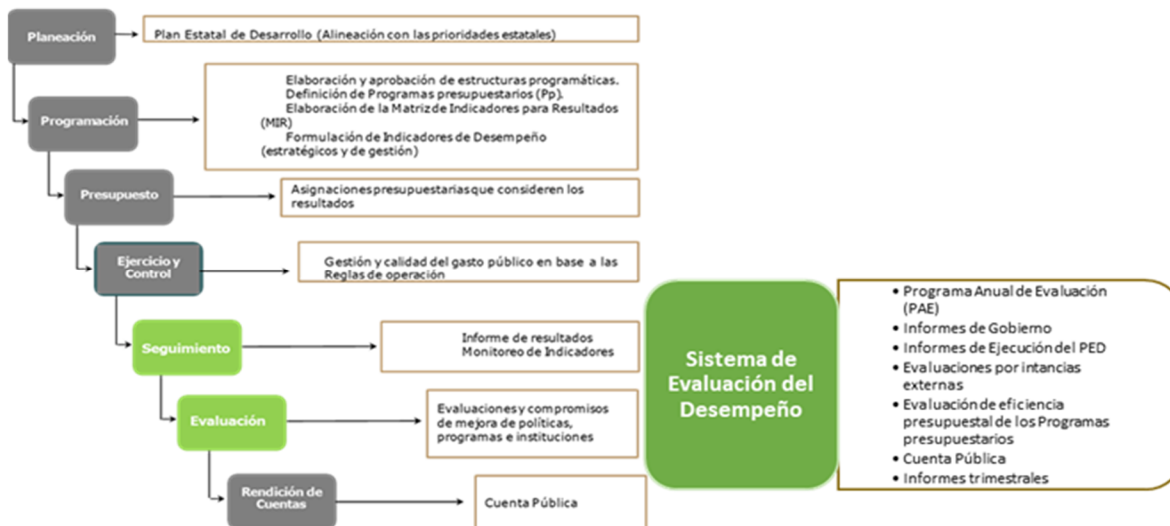 Planeación
Plan Estatal de Desarrollo (Alineación con las prioridades estatales)
Programación
Elaboración y aprobación de estructuras programáticas.
Definición de Programas presupuestarios (Pp).
Elaboración de la Matriz de Indicadores para Resultados
(MIR)
Formulación de Indicadores de Desempeño
(estratégicos y de gestión)
Presupuesto
Asignaciones presupuestarias que consideren los
resultados
Ejercicio y
Control
Gestión y calidad del gasto público en base a las
Reglas de operación
Seguimiento
Informe de resultados
Monitoreo de Indicadores
Evaluación
Evaluaciones y compromisos
de mejora de políticas,
programas e instituciones
Rendición de
Cuentas
Cuenta Pública
Sistema de
Evaluación del
Desempeño
• Programa Anual de Evaluación
(PAE)
• Informes de Gobierno
• Informes de Ejecución del PED
• Evaluaciones por intancias
externas
• Evaluación de eficiencia
presupuestal de los Programas
presupuestarios
• Cuenta Pública
• Informes trimestrales